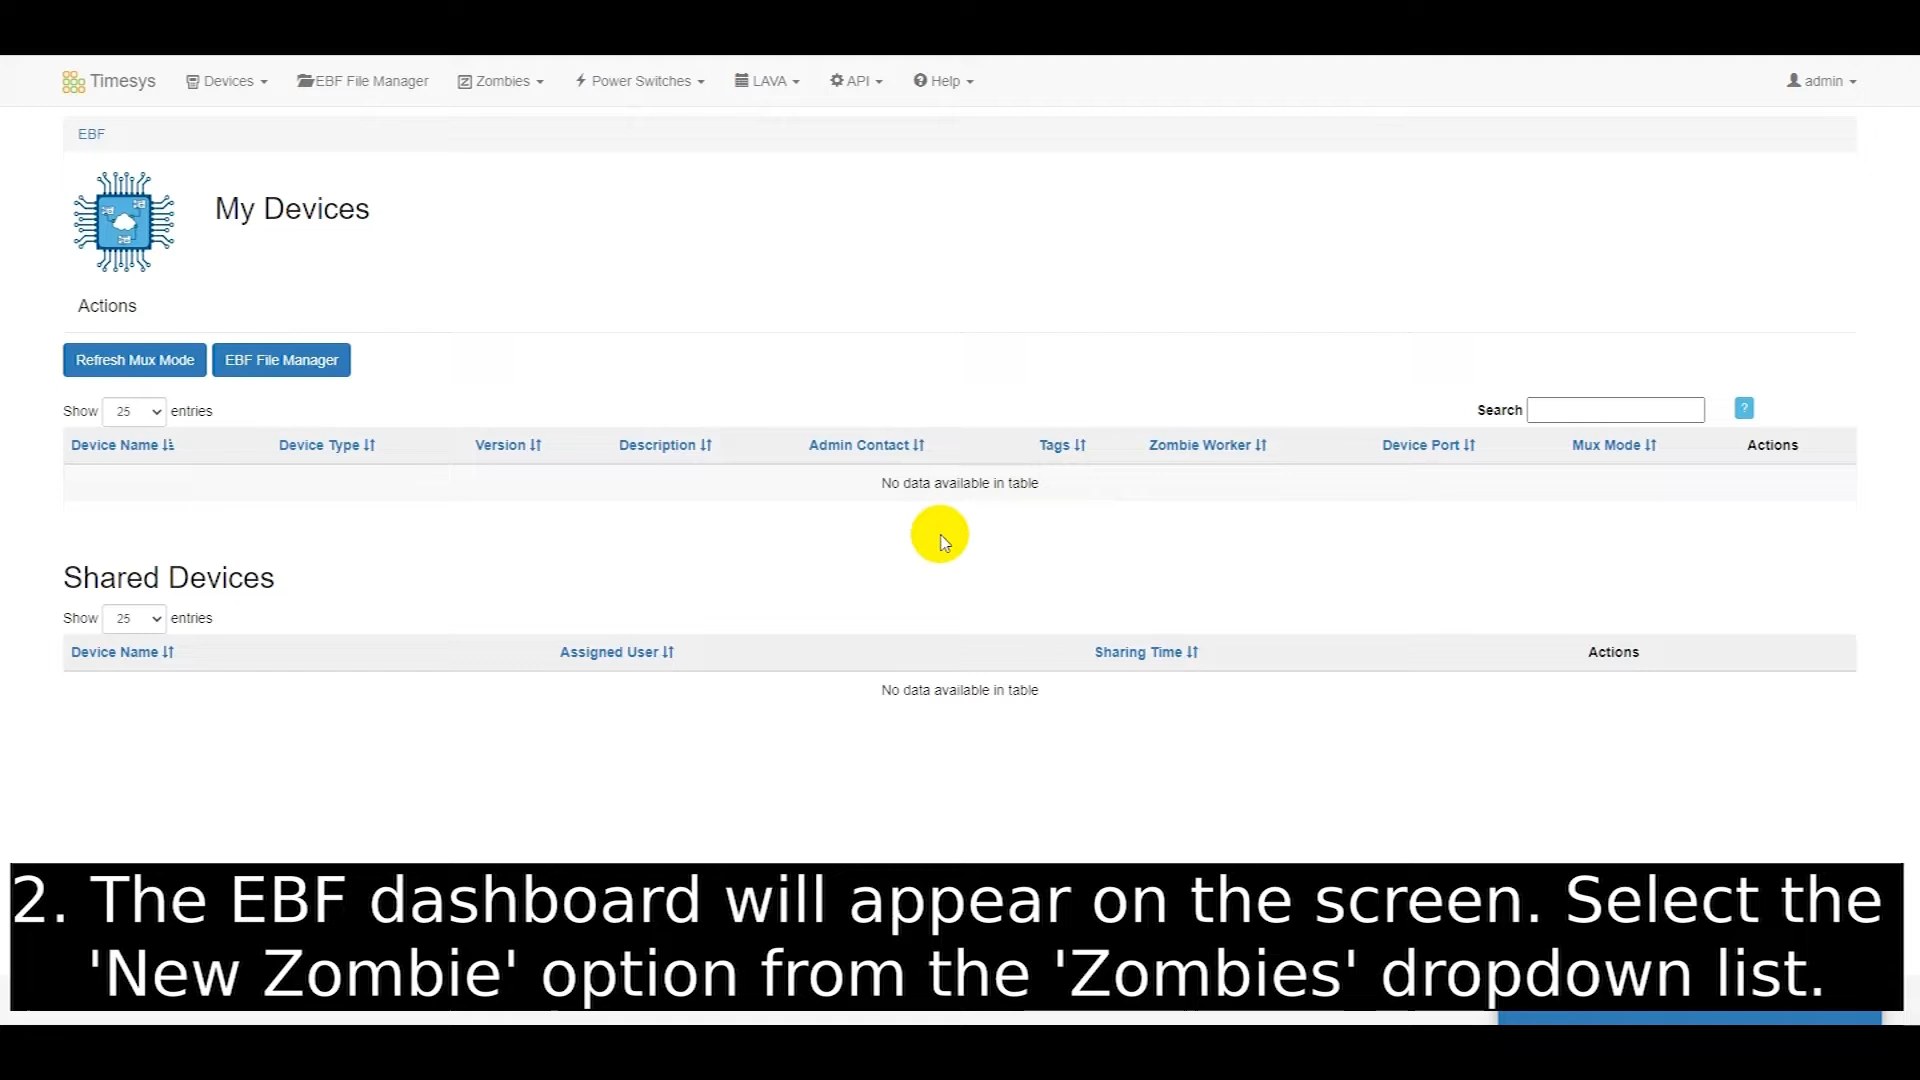 Timesys Devices EBF File Manager Zombies Power Switches LAVA API Help admin
EBF
My Devices
Actions
Refresh Mux Mode EBF File Manager
Show 25 entries Search ?
Device Name Device Type Version Description Admin Contact Tags Zombie Worker Device Port Mux Mode Actions
No data available in table
Shared Devices
Show 25 entries
Device Name Assigned User Sharing Time Actions
No data available in table
2. The EBF dashboard will appear on the screen. Select the
'New Zombie' option from the 'Zombies' dropdown list.